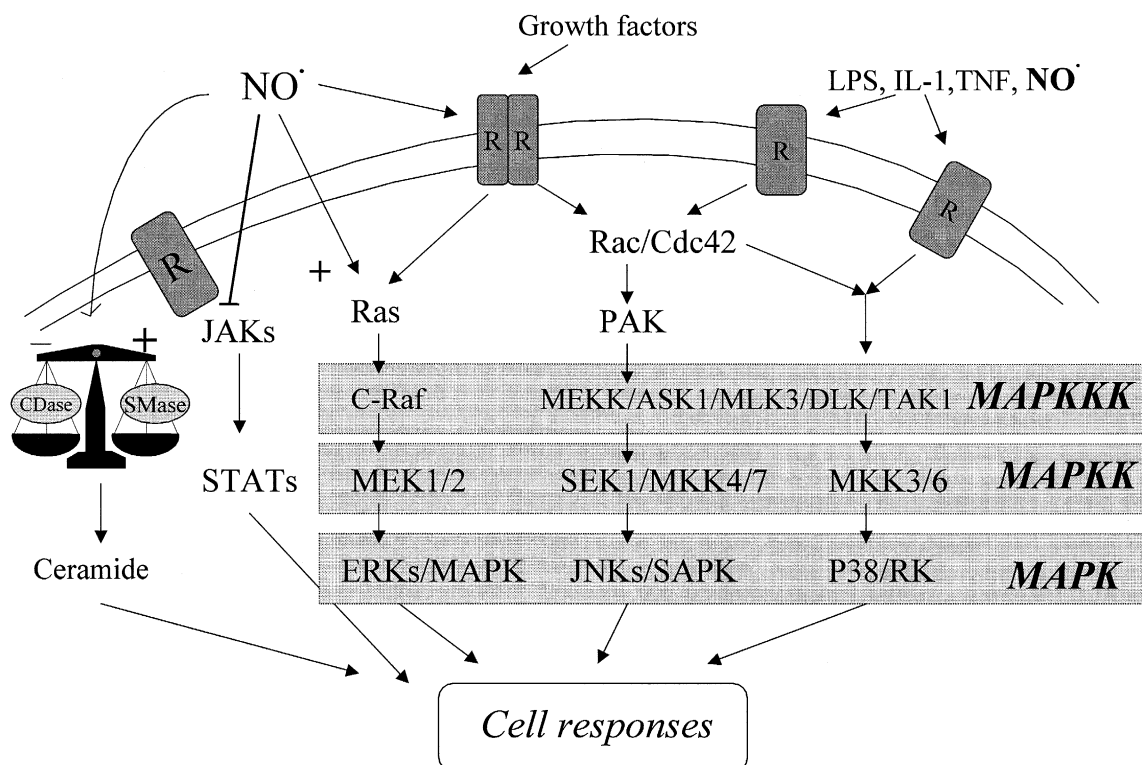 Growth factors
NO·
LPS, IL-1,TNF, NO·
R R
R
R
R
Rac/Cdc42
+
Ras
PAK
JAKs
− +
CDase SMase
C-Raf MEKK/ASK1/MLK3/DLK/TAK1 MAPKKK
STATs MEK1/2 SEK1/MKK4/7 MKK3/6 MAPKK
Ceramide ERKs/MAPK JNKs/SAPK P38/RK MAPK
Cell responses